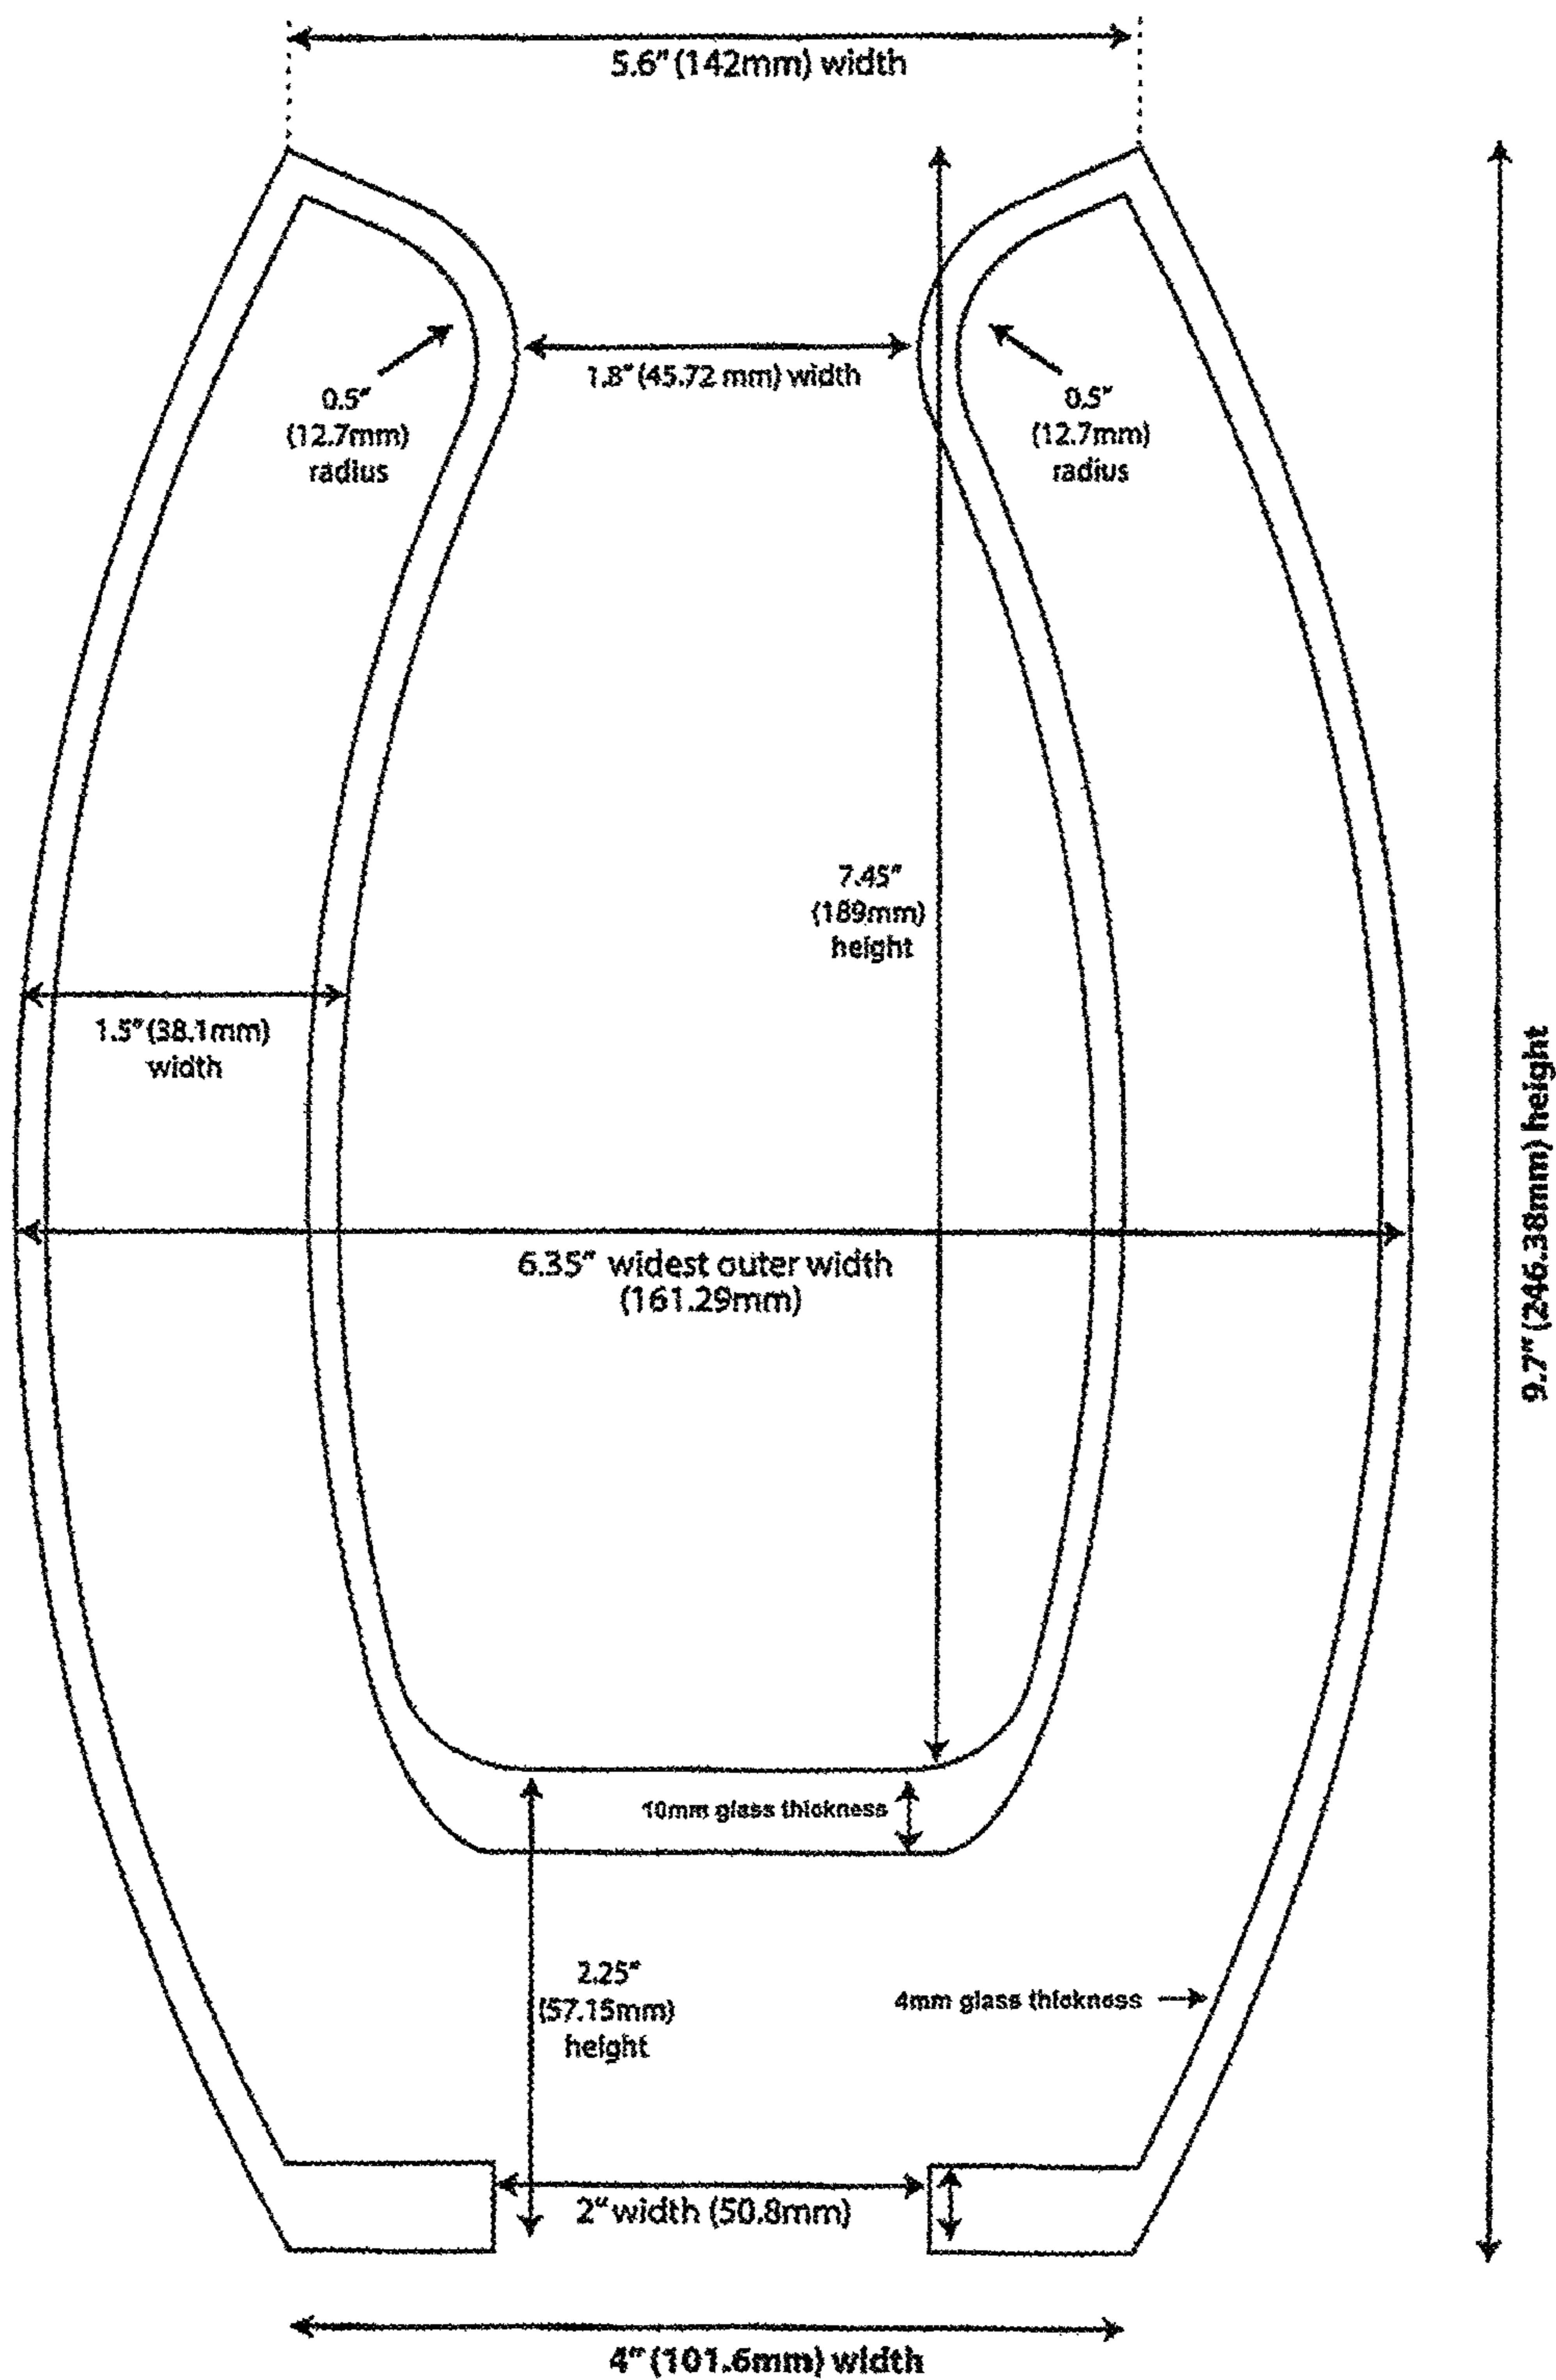 5.6" (142mm) width
1.8" (45.72 mm) width
0.5"
(12.7mm)
radius
0.5"
(12.7mm)
radius
7.45"
(189mm)
height
1.5" (38.1mm)
width
9.7" (246.38mm) height
6.35" widest outer width
(161.29mm)
10mm glass thickness
2.25"
(57.15mm)
height
4mm glass thickness
2" width (50.8mm)
4" (101.6mm) width